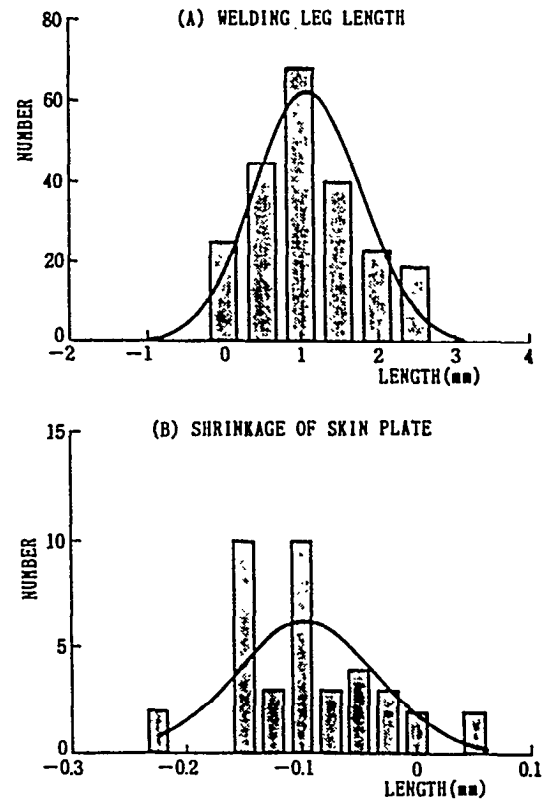 (A) WELDING LEG LENGTH
80
60
40
20
0
NUMBER
-2 -1 0 1 2 3 4
LENGTH(mm)
(B) SHRINKAGE OF SKIN PLATE
15
10
5
0
NUMBER
-0.3 -0.2 -0.1 0 0.1
LENGTH(mm)